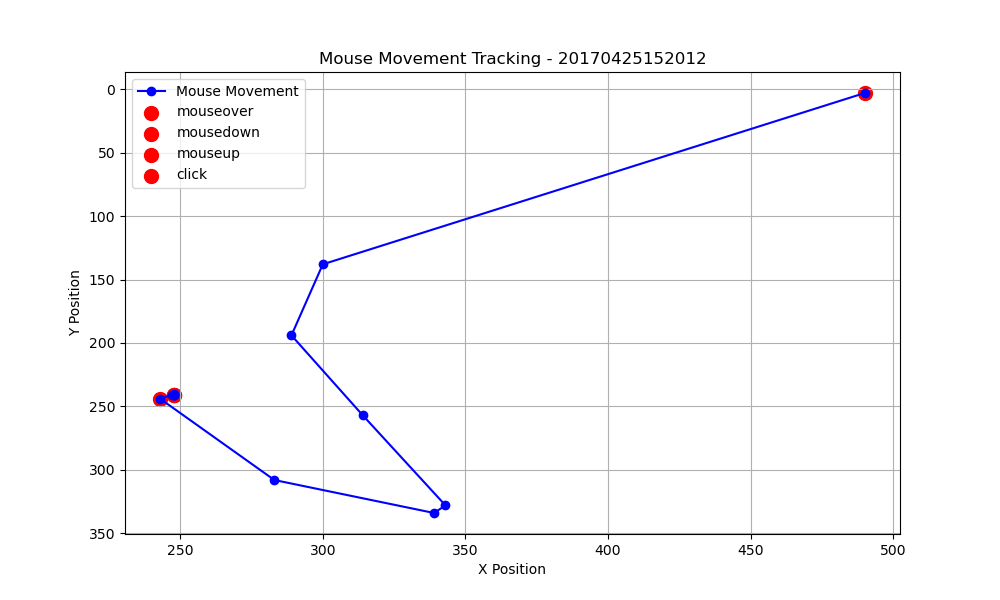 Mouse Movement Tracking - 20170425152012
Mouse Movement
mouseover
mousedown
mouseup
click
0
50
100
150
200
250
300
350
Y Position
250 300 350 400 450 500
X Position